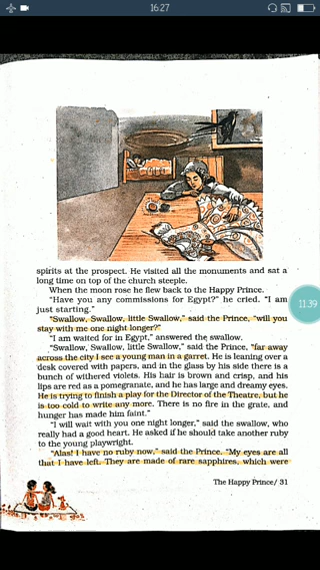 16:27
11:39
spirits at the prospect. He visited all the monuments and sat a
long time on top of the church steeple.
When the moon rose he flew back to the Happy Prince.
"Have you any commissions for Egypt?" he cried. "I am
just starting."
"Swallow, Swallow, little Swallow," said the Prince, "will you
stay with me one night longer?"
"I am waited for in Egypt," answered the swallow.
"Swallow, Swallow, little Swallow," said the Prince, "far away
across the city I see a young man in a garret. He is leaning over a
desk covered with papers, and in the glass by his side there is a
bunch of withered violets. His hair is brown and crisp, and his
lips are red as a pomegranate, and he has large and dreamy eyes.
He is trying to finish a play for the Director of the Theatre, but he
is too cold to write any more. There is no fire in the grate, and
hunger has made him faint."
"I will wait with you one night longer," said the swallow, who
really had a good heart. He asked if he should take another ruby
to the young playwright.
"Alas! I have no ruby now," said the Prince. "My eyes are all
that I have left. They are made of rare sapphires, which were
The Happy Prince/ 31